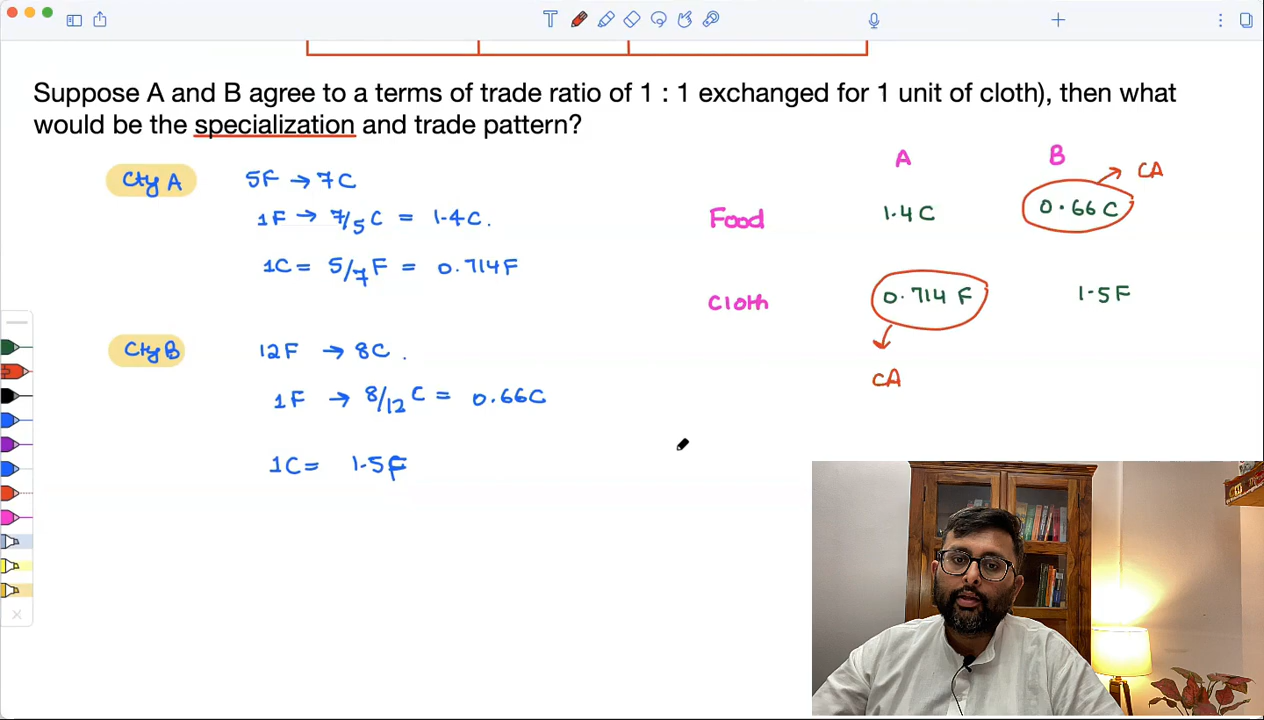 Suppose A and B agree to a terms of trade ratio of 1 : 1 exchanged for 1 unit of cloth), then what
would be the specialization and trade pattern?
Cty A
5F → 7C
1F → 7/5 C = 1.4C.
1C = 5/7 F = 0.714F
Cty B
12F → 8C .
1F → 8/12 C = 0.66C
1C = 1.5F
A B
CA
Food 1.4C 0.66C
Cloth 0.714 F 1.5F
CA